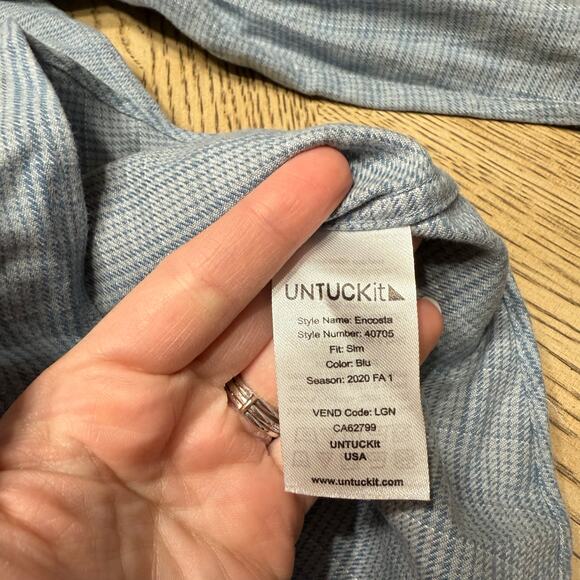 UNTUCKit
Style Name: Encosta
Style Number: 40705
Fit: Slm
Color: Blu
Season: 2020 FA 1
VEND Code: LGN
CA62799
UNTUCKit
USA
www.untuckit.com